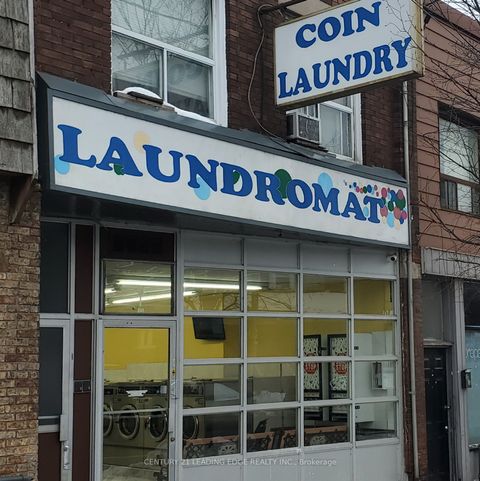 COIN
LAUNDRY
LAUNDROMAT
CENTURY 21 LEADING EDGE REALTY INC., Brokerage